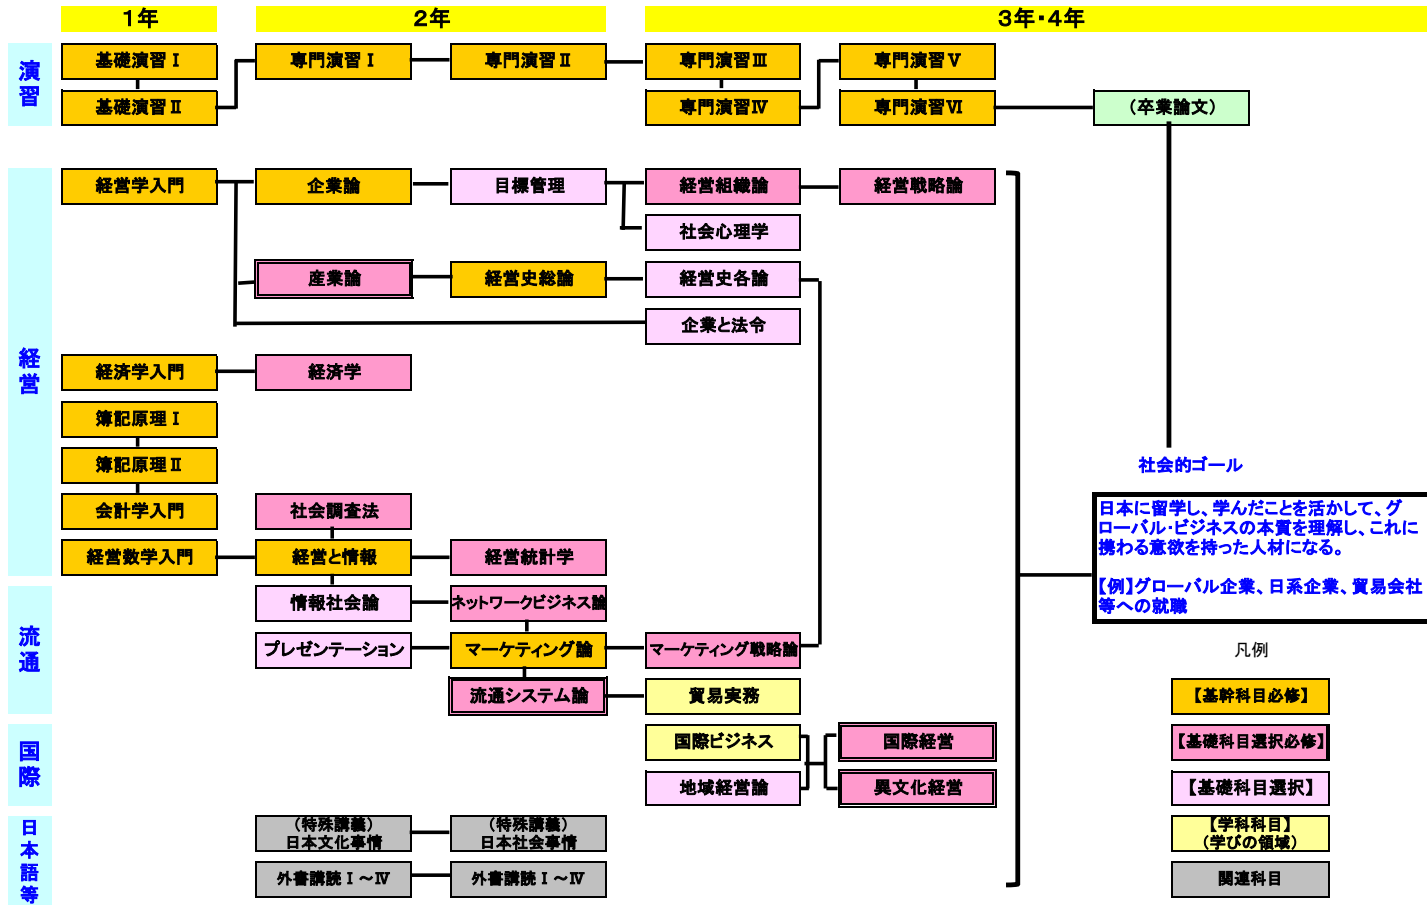 1年
2年
3年・4年
演習
基礎演習Ⅰ
専門演習Ⅰ
専門演習Ⅱ
専門演習Ⅲ
専門演習Ⅴ
基礎演習Ⅱ
専門演習Ⅳ
専門演習Ⅵ
（卒業論文）
経営
経営学入門
企業論
目標管理
経営組織論
経営戦略論
社会心理学
産業論
経営史総論
経営史各論
企業と法令
経済学入門
経済学
簿記原理Ⅰ
簿記原理Ⅱ
会計学入門
社会調査法
経営数学入門
経営と情報
経営統計学
流通
情報社会論
ネットワークビジネス論
プレゼンテーション
マーケティング論
マーケティング戦略論
流通システム論
貿易実務
国際
国際ビジネス
国際経営
地域経営論
異文化経営
日本語等
（特殊講義）
日本文化事情
（特殊講義）
日本社会事情
外書講読Ⅰ～Ⅳ
外書講読Ⅰ～Ⅳ
社会的ゴール
日本に留学し、学んだことを活かして、グ
ローバル・ビジネスの本質を理解し、これに
携わる意欲を持った人材になる。
【例】グローバル企業、日系企業、貿易会社
等への就職
凡例
【基幹科目必修】
【基礎科目選択必修】
【基礎科目選択】
【学科科目】
（学びの領域）
関連科目